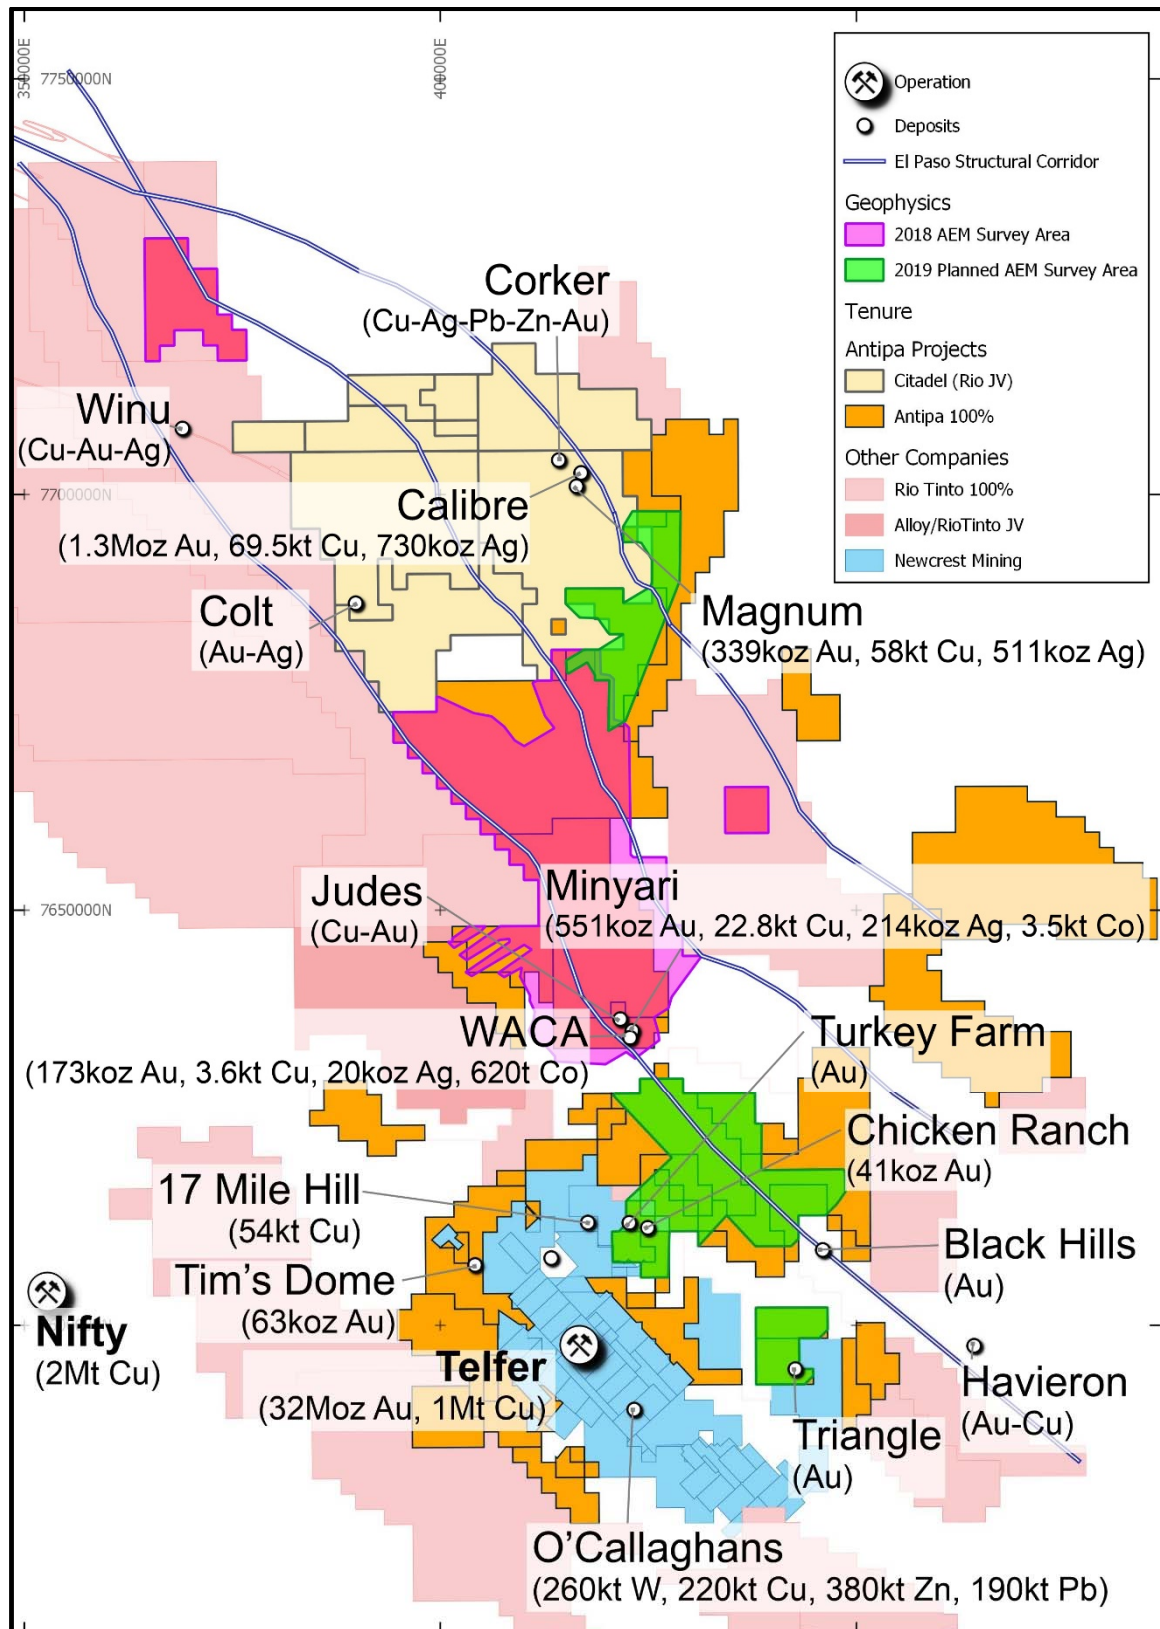 350000E
400000E
7750000N
Operation
Deposits
El Paso Structural Corridor
Geophysics
2018 AEM Survey Area
2019 Planned AEM Survey Area
Tenure
Antipa Projects
Citadel (Rio JV)
Antipa 100%
Other Companies
Rio Tinto 100%
Alloy/RioTinto JV
Newcrest Mining
Corker
(Cu-Ag-Pb-Zn-Au)
Winu
(Cu-Au-Ag)
7700000N
Calibre
(1.3Moz Au, 69.5kt Cu, 730koz Ag)
Colt
(Au-Ag)
Magnum
(339koz Au, 58kt Cu, 511koz Ag)
Judes
(Cu-Au)
7650000N
Minyari
(551koz Au, 22.8kt Cu, 214koz Ag, 3.5kt Co)
WACA
(173koz Au, 3.6kt Cu, 20koz Ag, 620t Co)
Turkey Farm
(Au)
Chicken Ranch
(41koz Au)
17 Mile Hill
(54kt Cu)
Black Hills
(Au)
Tim's Dome
(63koz Au)
Nifty
(2Mt Cu)
Telfer
(32Moz Au, 1Mt Cu)
Havieron
(Au-Cu)
Triangle
(Au)
O'Callaghans
(260kt W, 220kt Cu, 380kt Zn, 190kt Pb)